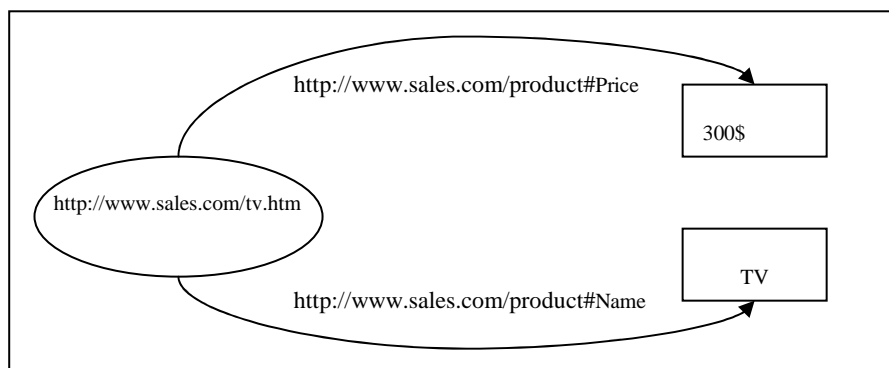 http://www.sales.com/product#Price
300$
http://www.sales.com/tv.htm
TV
http://www.sales.com/product#Name